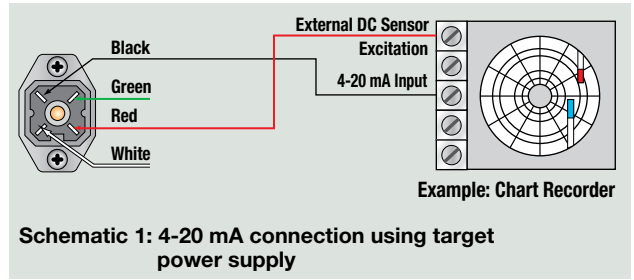 External DC Sensor
Excitation
4-20 mA Input
Black
Green
Red
White
Example: Chart Recorder
Schematic 1: 4-20 mA connection using target
power supply